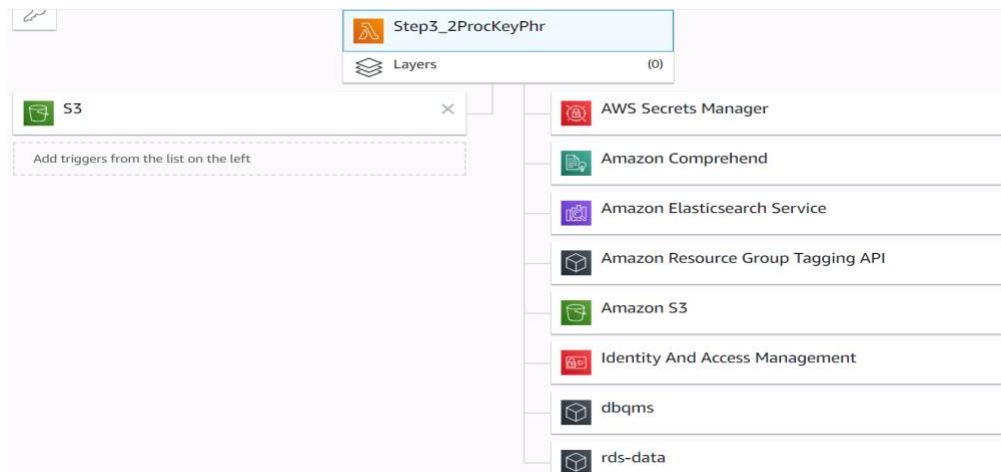 Step3_2ProcKeyPhr
Layers (0)
S3
Add triggers from the list on the left
AWS Secrets Manager
Amazon Comprehend
Amazon Elasticsearch Service
Amazon Resource Group Tagging API
Amazon S3
Identity And Access Management
dbqms
rds-data